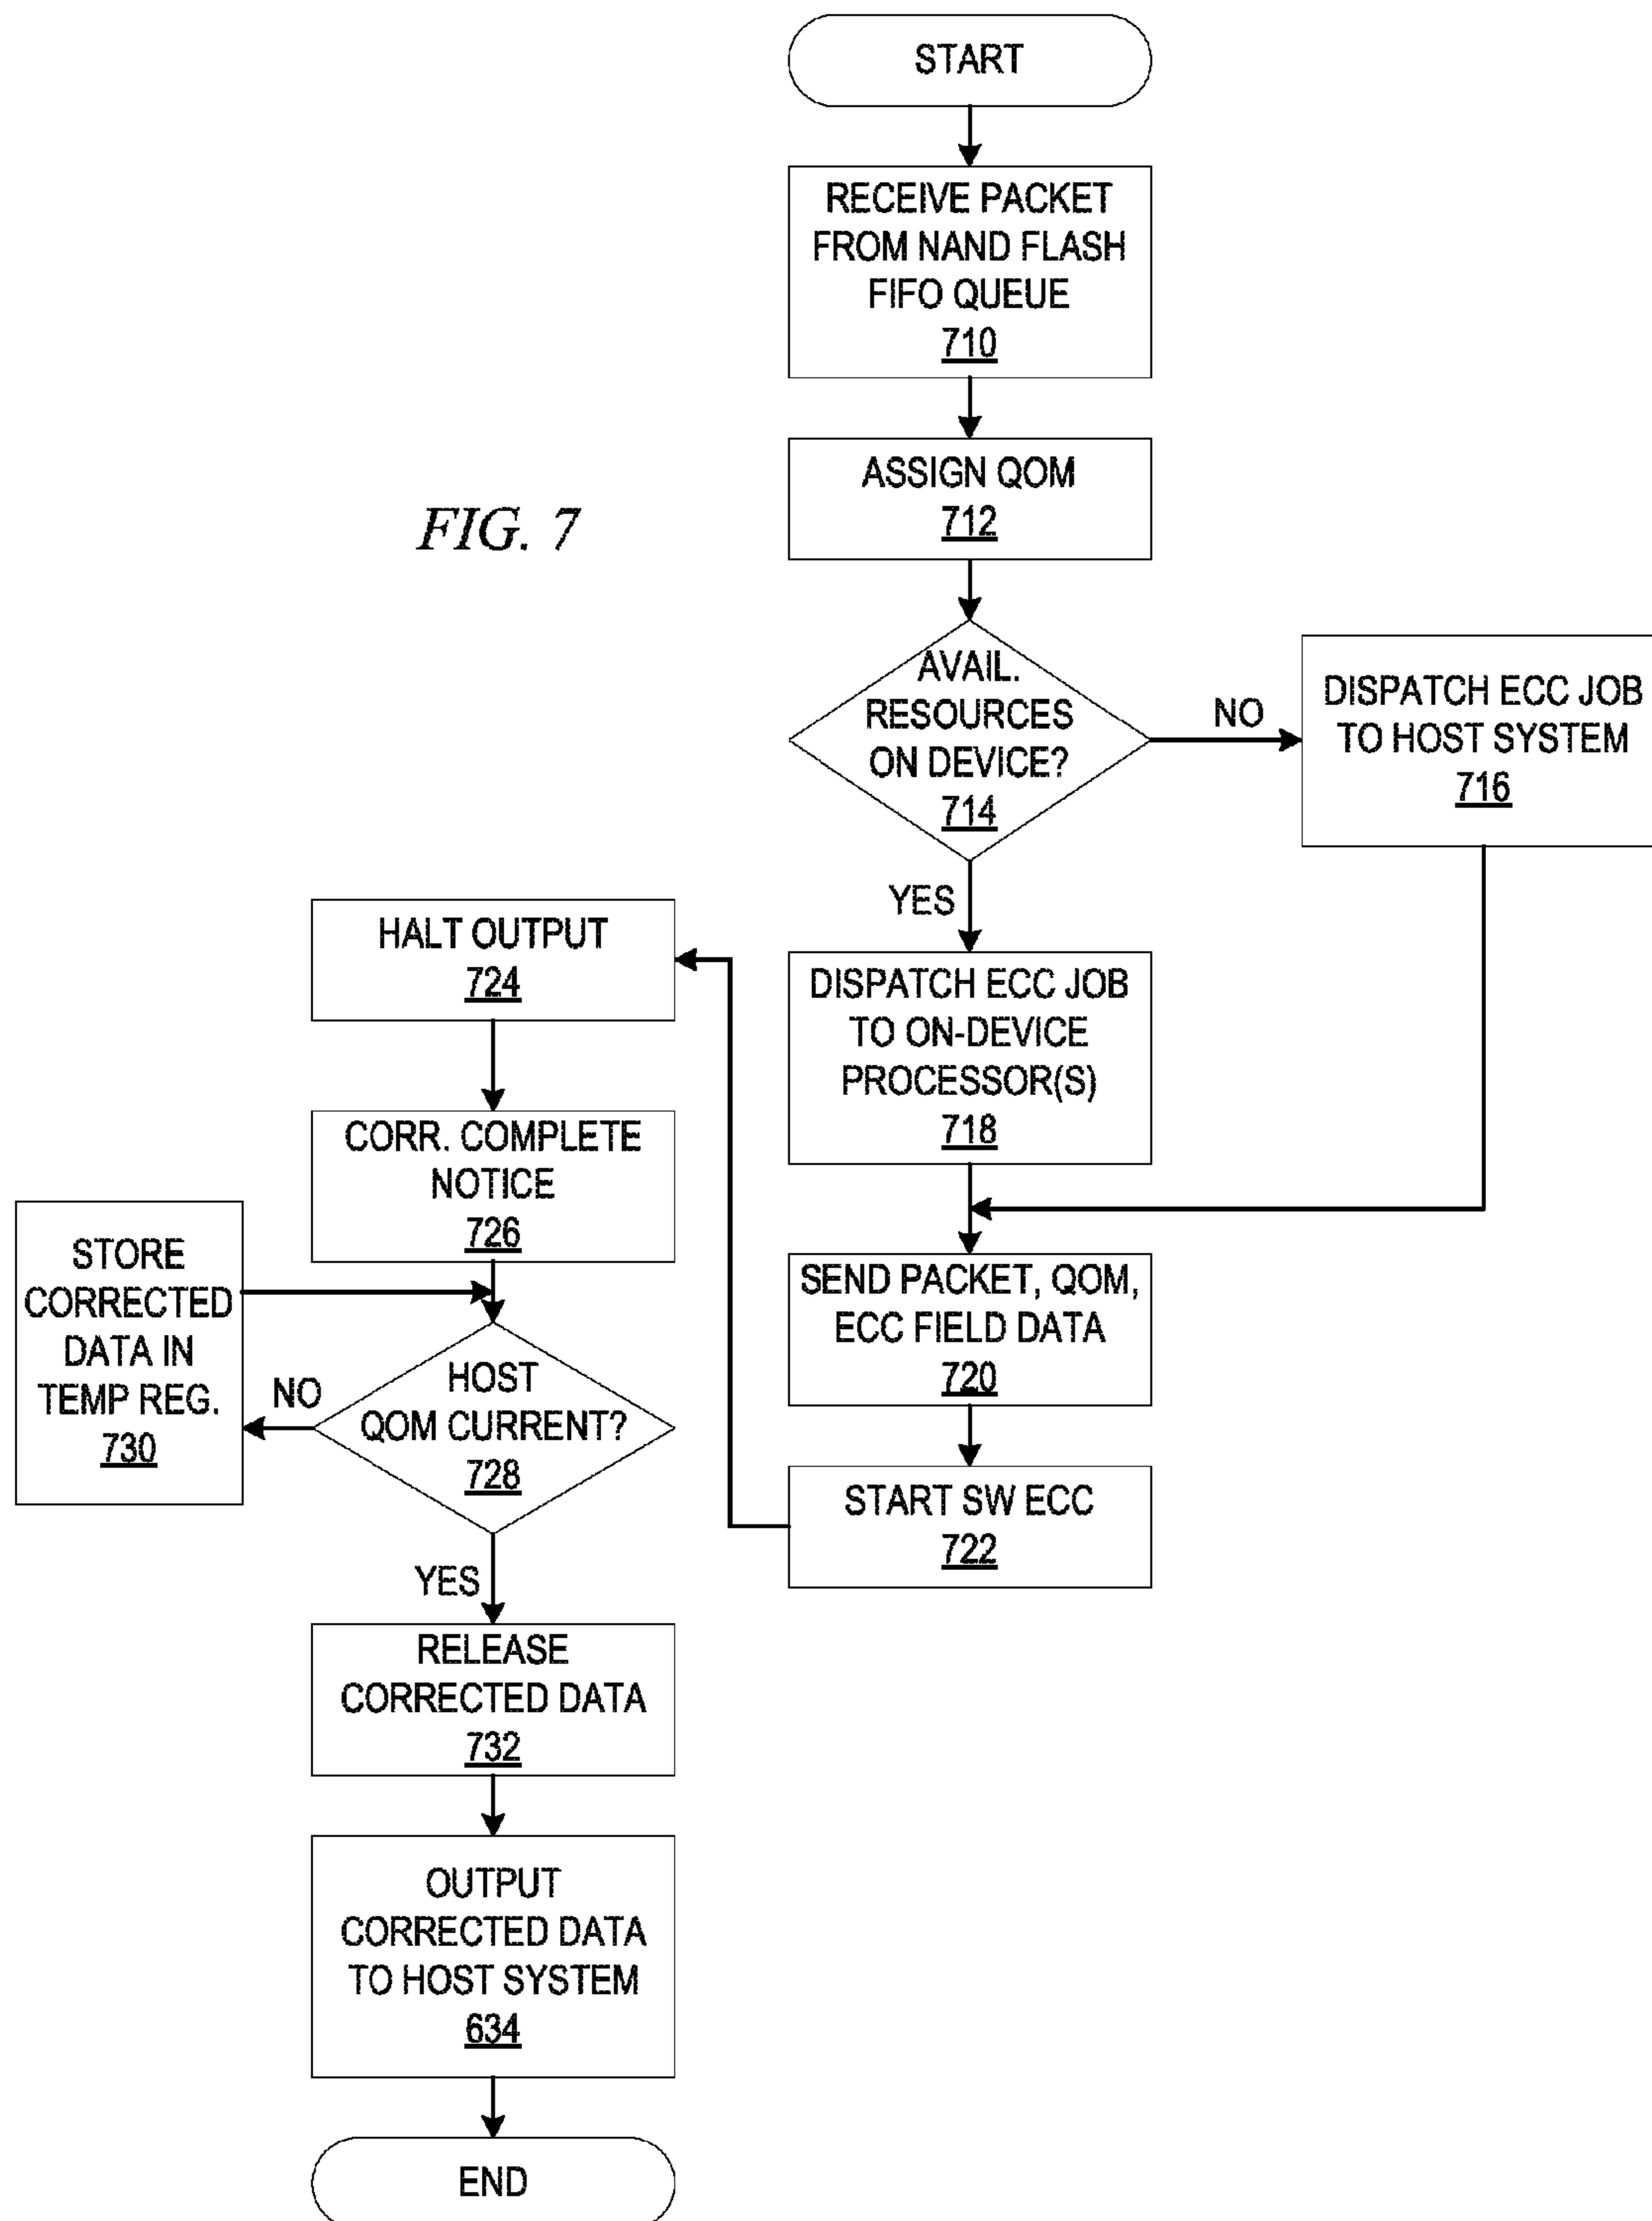 START
RECEIVE PACKET
FROM NAND FLASH
FIFO QUEUE
710
ASSIGN QOM
712
FIG. 7
AVAIL.
RESOURCES
ON DEVICE?
714
NO
DISPATCH ECC JOB
TO HOST SYSTEM
716
YES
DISPATCH ECC JOB
TO ON-DEVICE
PROCESSOR(S)
718
SEND PACKET, QOM,
ECC FIELD DATA
720
START SW ECC
722
HALT OUTPUT
724
CORR. COMPLETE
NOTICE
726
HOST
QOM CURRENT?
728
NO
STORE
CORRECTED
DATA IN
TEMP REG.
730
YES
RELEASE
CORRECTED DATA
732
OUTPUT
CORRECTED DATA
TO HOST SYSTEM
634
END